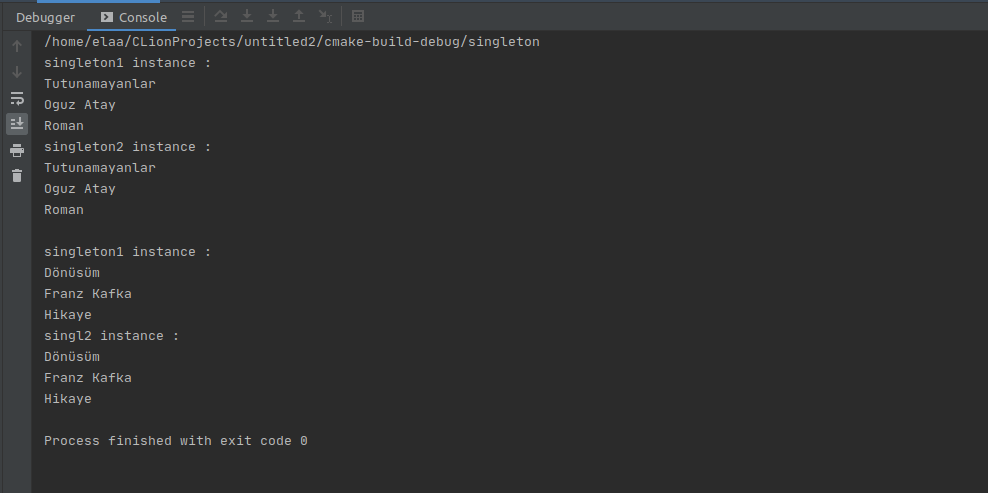 Debugger Console
/home/elaa/CLionProjects/untitled2/cmake-build-debug/singleton
singleton1 instance :
Tutunamayanlar
Oguz Atay
Roman
singleton2 instance :
Tutunamayanlar
Oguz Atay
Roman
singleton1 instance :
Dönüsüm
Franz Kafka
Hikaye
singl2 instance :
Dönüsüm
Franz Kafka
Hikaye
Process finished with exit code 0